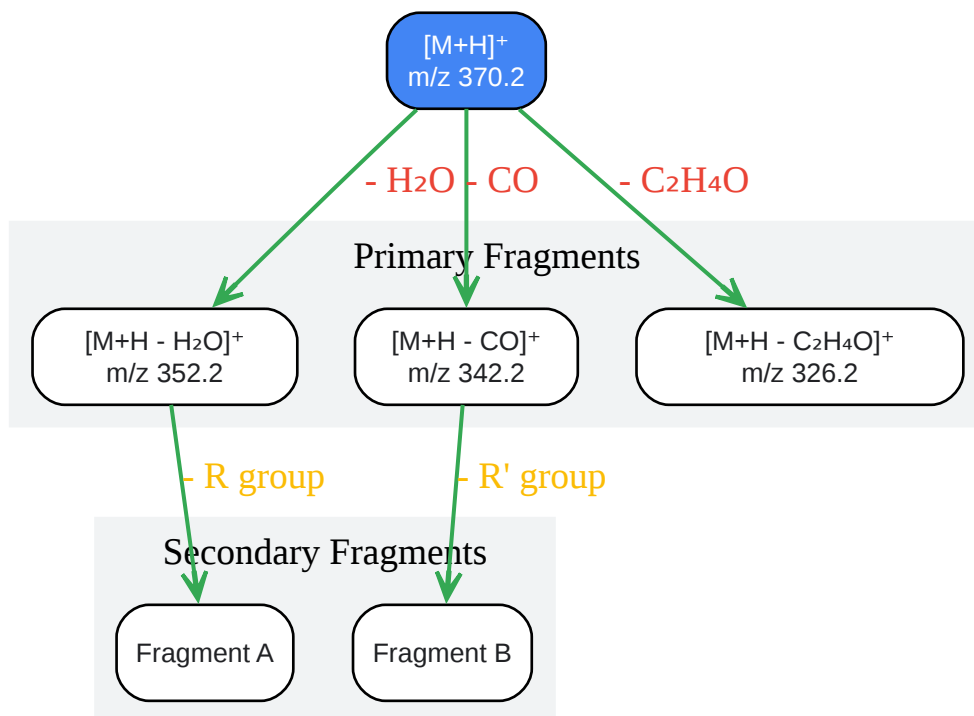 [M+H]⁺
m/z 370.2
- H₂O
- CO
- C₂H₄O
Primary Fragments
[M+H - H₂O]⁺
m/z 352.2
[M+H - CO]⁺
m/z 342.2
[M+H - C₂H₄O]⁺
m/z 326.2
- R group
- R' group
Secondary Fragments
Fragment A
Fragment B